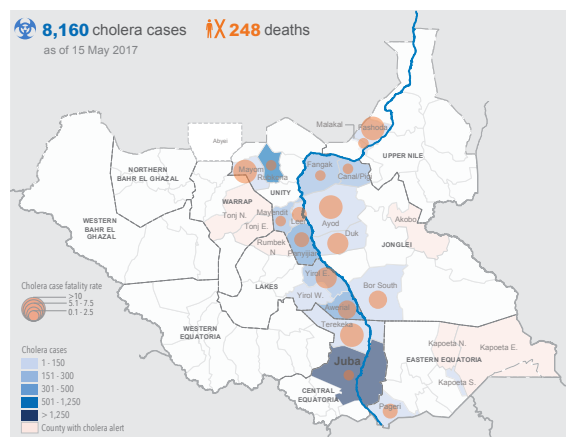 8,160 cholera cases 248 deaths
as of 15 May 2017
Malakal
Pashoda
Abyei
UPPER NILE
NORTHERN
BAHR EL GHAZAL
Mayom
Rubkona
Fangak
Canal/Pigi
UNITY
WARRAP
Tonj N.
Mayendit
Leer
Ayod
Akobo
WESTERN
BAHR EL
GHAZAL
Tonj E.
Duk
Rumbek
N
Panyijiar
JONGLEI
Yirol E.
LAKES
Yirol W.
Bor South
Awerial
Cholera case fatality rate
>10
5.1 - 7.5
0.1 - 2.5
Terekeka
WESTERN
EQUATORIA
Kapoeta N.
Kapoeta E.
Juba
EASTERN EQUATORIA
Kapoeta S.
CENTRAL
EQUATORIA
Pageri
Cholera cases
1 - 150
151 - 300
301 - 500
501 - 1,250
> 1,250
County with cholera alert